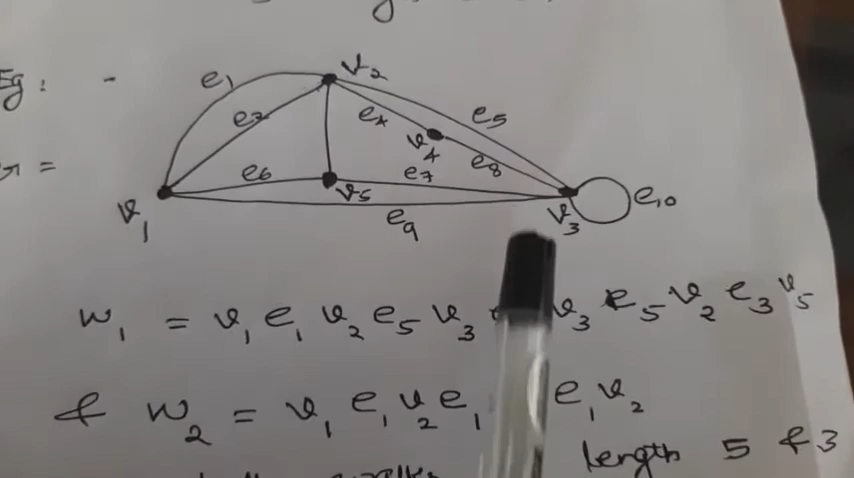 Eg: -
e₁ v₂
e₂ e₄ e₅
=
v₄
e₆ v₅ e₇ e₈
v₁ e₉ v₃ e₁₀
w₁ = v₁ e₁ v₂ e₅ v₃ v₃ e₅ v₂ e₃ v₅
& w₂ = v₁ e₁ v₂ e₁ e₁ v₂
length 5 & 3